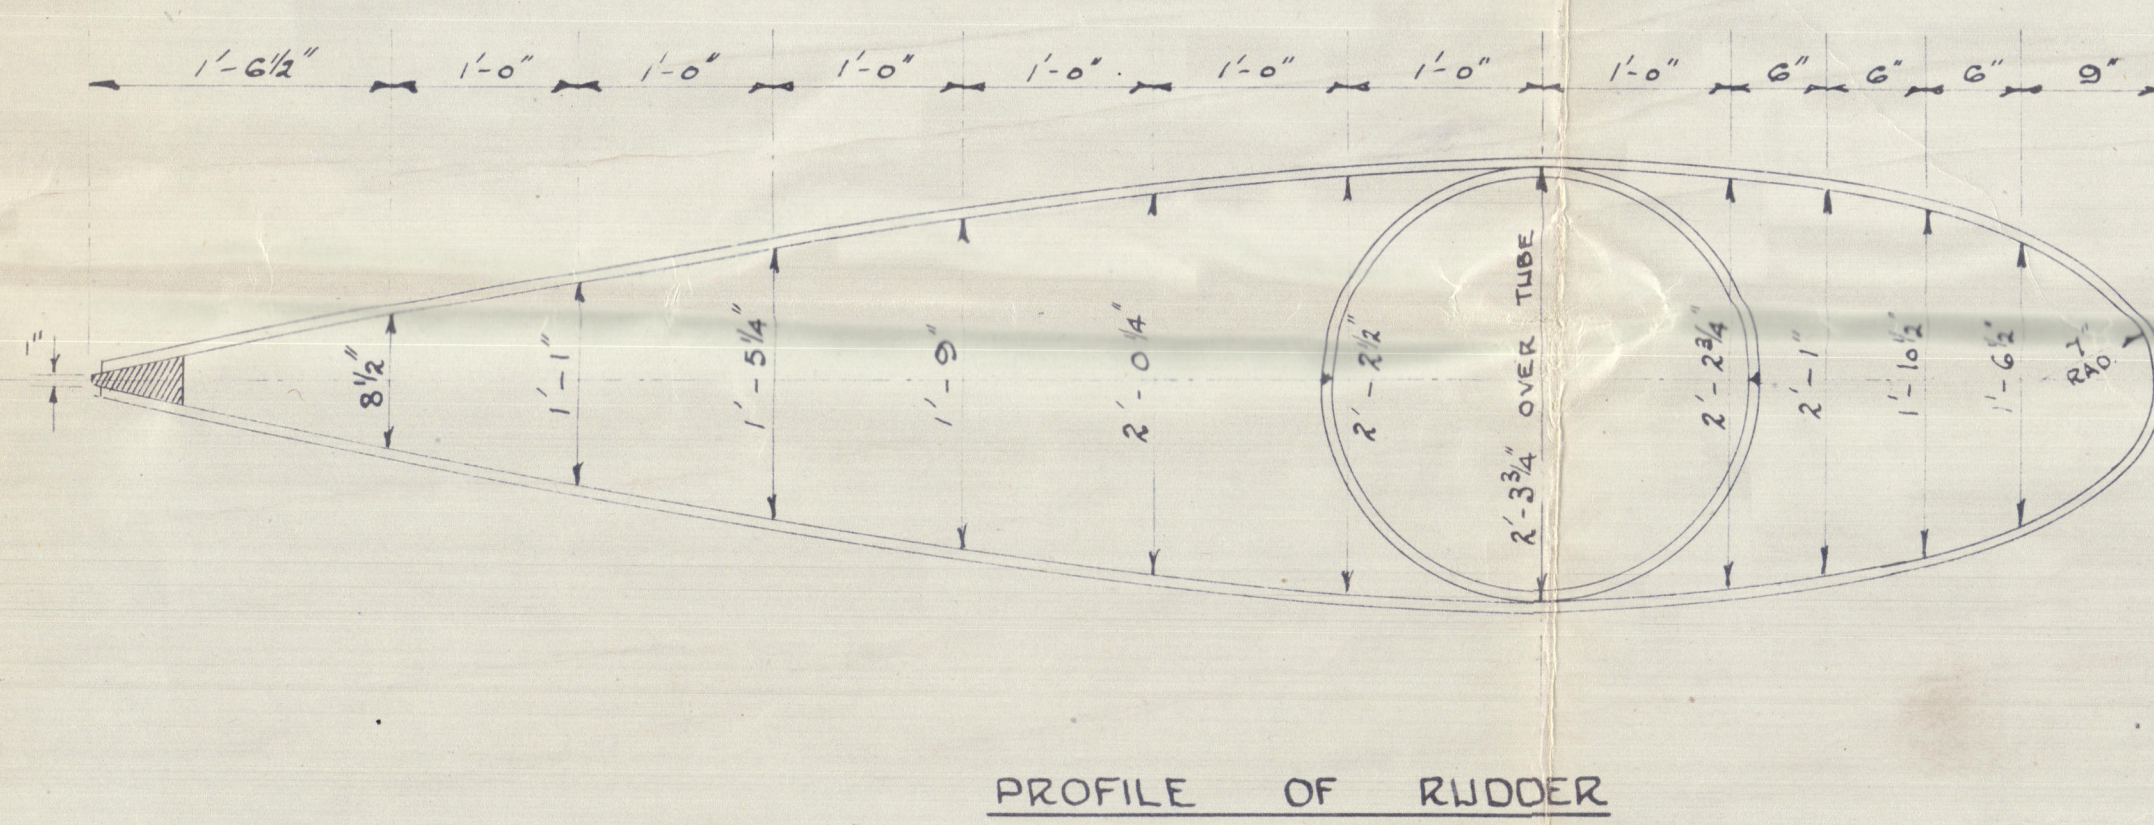 1'-6½" 1'-0" 1'-0" 1'-0" 1'-0" 1'-0" 1'-0" 1'-0" 6" 6" 6" 9"
1"
8½"
1'-1"
1'-5¼"
1'-9"
2'-0¼"
2'-2½"
2'-3¾" OVER TUBE
2'-2¾"
2'-1"
1'-10½"
1'-6½"
RAD.
PROFILE OF RUDDER